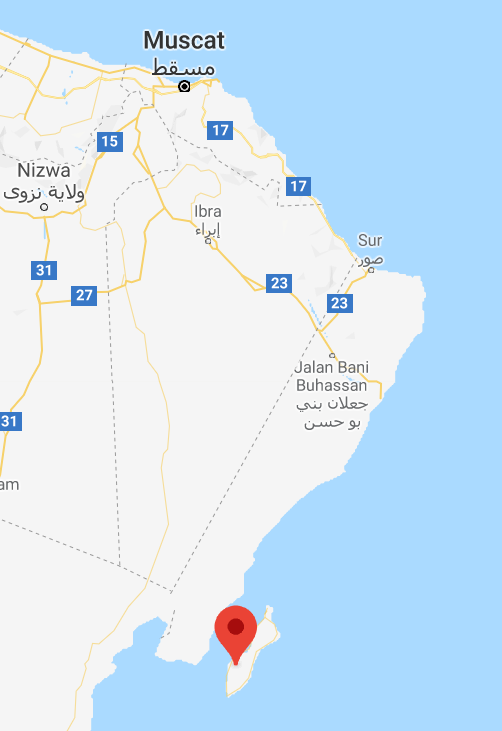 Muscat
مسقط
17
15
Nizwa
ولاية نزوى
17
Ibra
إبراء
Sur
صور
31
23
27
23
Jalan Bani
Buhassan
جعلان بني
بو حسن
31
am